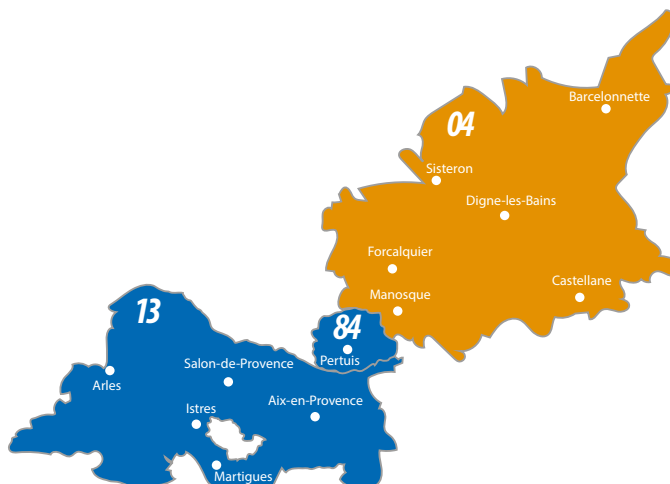 Barcelonnette
04
Sisteron
Digne-les-Bains
Forcalquier
Castellane
Manosque
13
84
Pertuis
Salon-de-Provence
Arles
Aix-en-Provence
Istres
Martigues